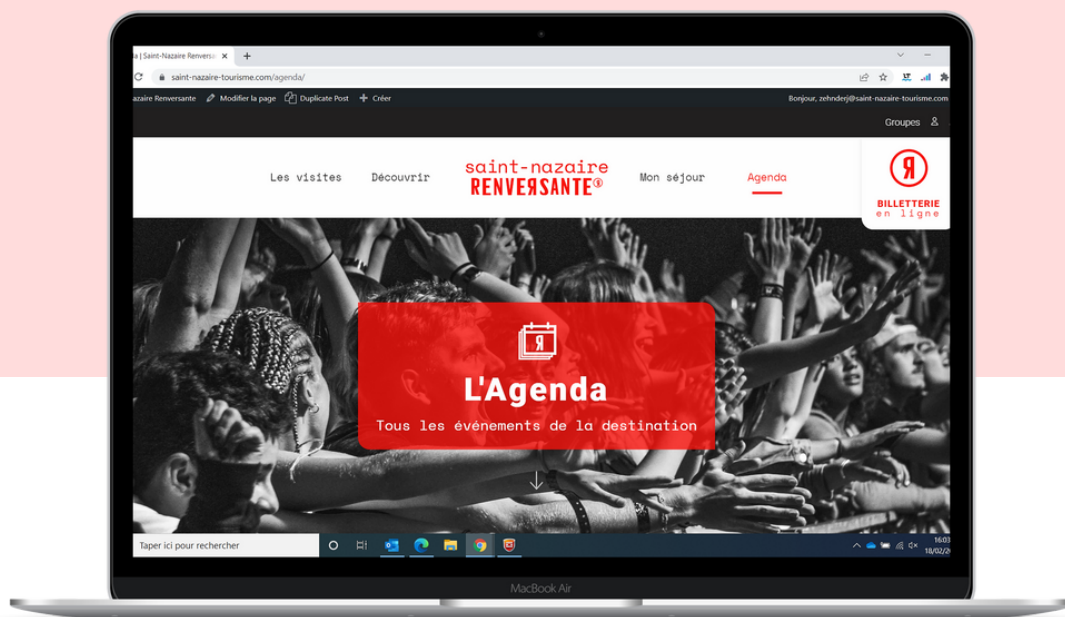 la | Saint-Nazaire Renversa
saint-nazaire-tourisme.com/agenda/
azaire Renversante Modifier la page Duplicate Post + Créer Bonjour, zehnderj@saint-nazaire-tourisme.com
Groupes
Les visites Découvrir saint-nazaire RENVERSANTE® Mon séjour Agenda
R
BILLETTERIE
en ligne
R
L'Agenda
Tous les événements de la destination
Taper ici pour rechercher
16:03
18/02/20
MacBook Air